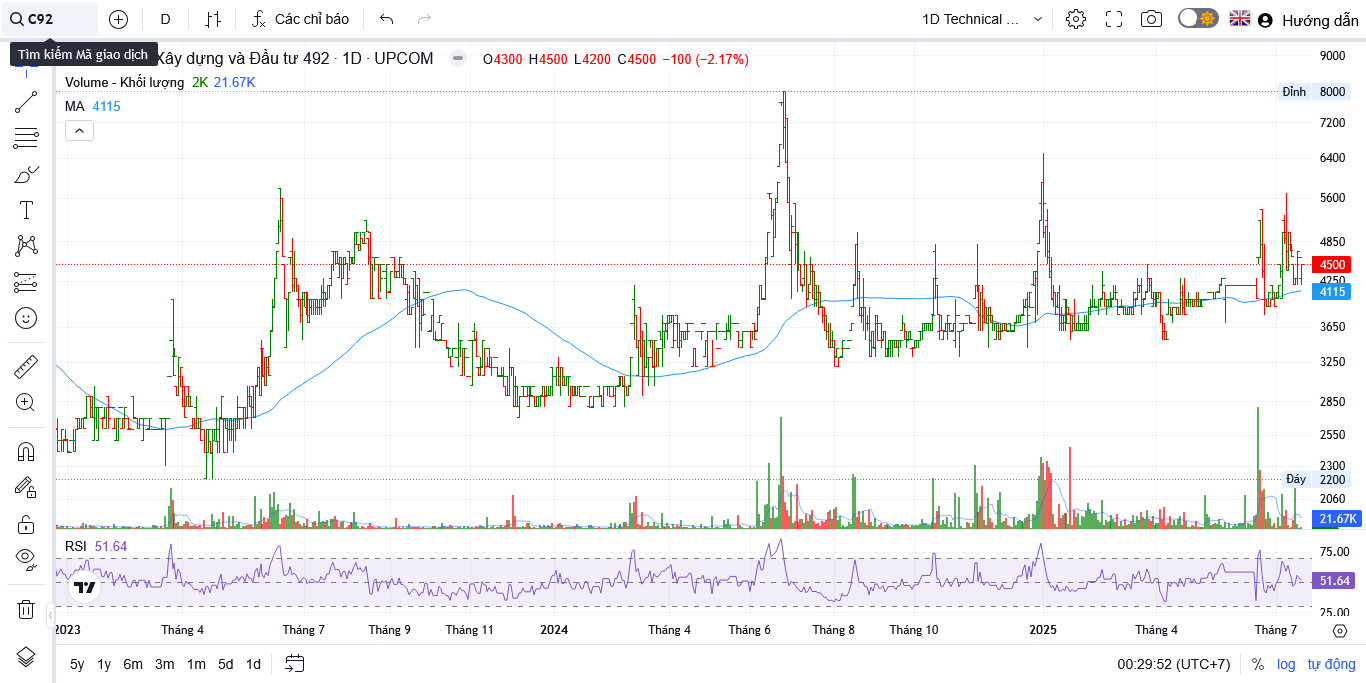 C92 D Các chỉ báo 1D Technical ... Hướng dẫn
Tìm kiếm Mã giao dịch
Xây dựng và Đầu tư 492 · 1D · UPCOM O4300 H4500 L4200 C4500 −100 (−2.17%)
Volume - Khối lượng 2K 21.67K
MA 4115
9000
Đỉnh 8000
7200
6400
5600
4850
4500
4250
4115
3650
3250
2850
2550
2300
Đáy 2200
2060
21.67K
RSI 51.64
75.00
51.64
25.00
2023 Tháng 4 Tháng 7 Tháng 9 Tháng 11 2024 Tháng 4 Tháng 6 Tháng 8 Tháng 10 2025 Tháng 4 Tháng 7
5y 1y 6m 3m 1m 5d 1d 00:29:52 (UTC+7) % log tự động